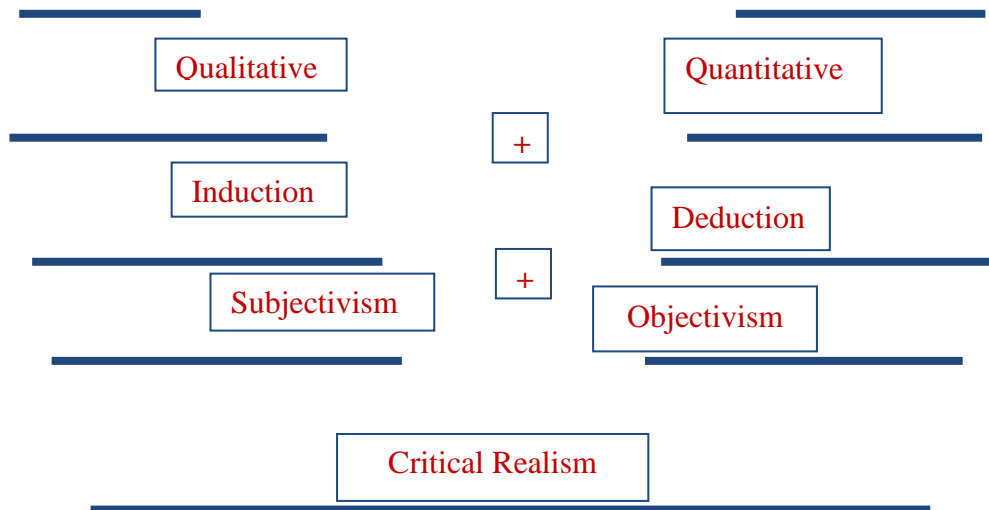 Qualitative
Quantitative
+
Induction
Deduction
+
Subjectivism
Objectivism
Critical Realism